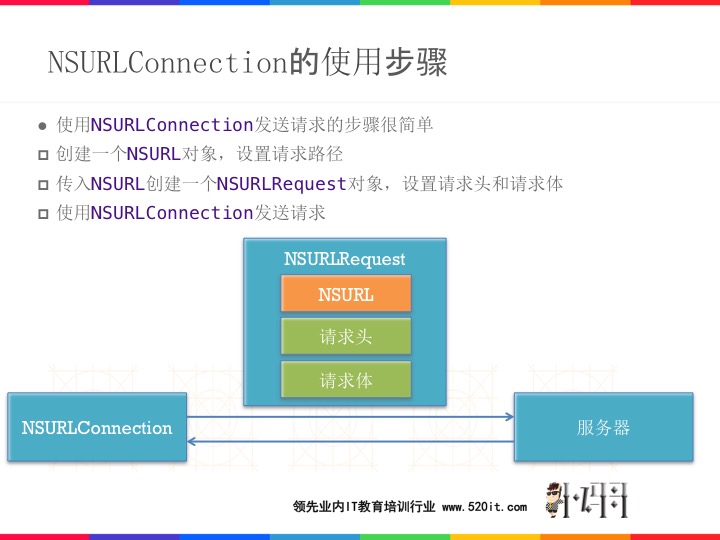 NSURLConnection的使用步骤
使用NSURLConnection发送请求的步骤很简单
创建一个NSURL对象，设置请求路径
传入NSURL创建一个NSURLRequest对象，设置请求头和请求体
使用NSURLConnection发送请求
NSURLRequest
NSURL
请求头
请求体
NSURLConnection
服务器
领先业内IT教育培训行业 www.520it.com
小码哥